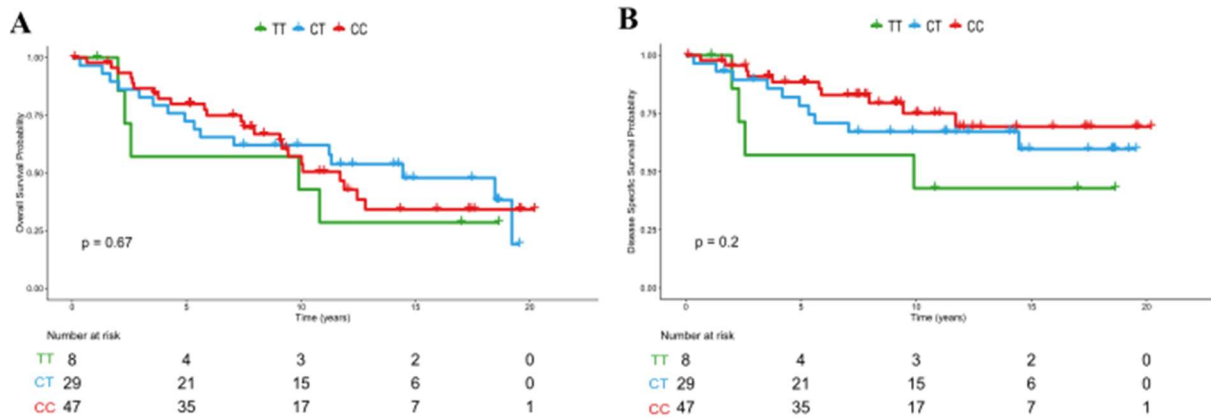 A
TT CT CC
Overall Survival Probability
1.00
0.75
0.50
0.25
0.00
p = 0.67
0 5 10 15 20
Time (years)
Number at risk
TT 8 4 3 2 0
CT 29 21 15 6 0
CC 47 35 17 7 1
B
TT CT CC
Disease Specific Survival Probability
1.00
0.75
0.50
0.25
0.00
p = 0.2
0 5 10 15 20
Time (years)
Number at risk
TT 8 4 3 2 0
CT 29 21 15 6 0
CC 47 35 17 7 1